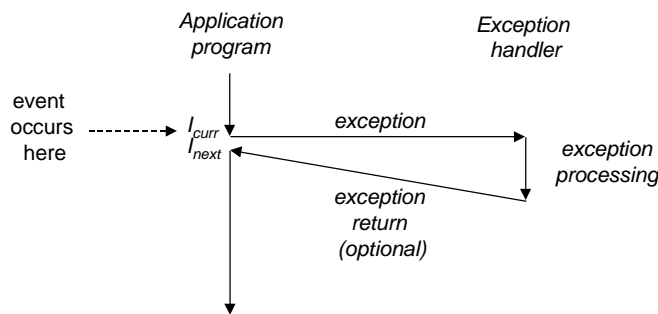 Application
program
Exception
handler
event
occurs
here
I_curr
I_next
exception
exception
processing
exception
return
(optional)